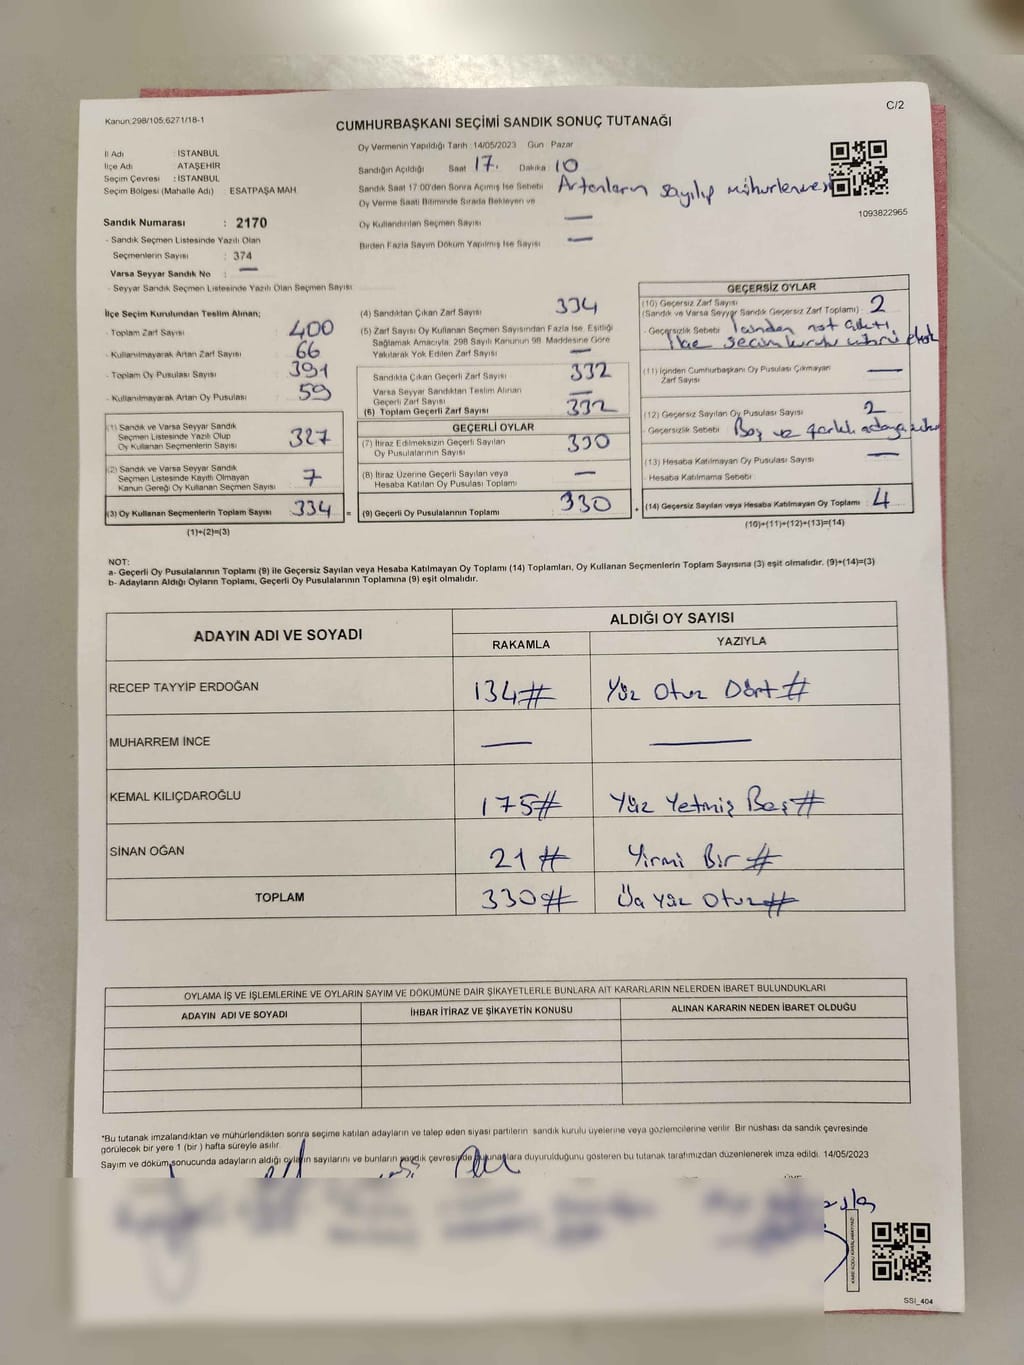 C/2
Kanun:298/105;6271/18-1
CUMHURBAŞKANI SEÇİMİ SANDIK SONUÇ TUTANAĞI
İl Adı : İSTANBUL
İlçe Adı : ATAŞEHİR
Seçim Çevresi : İSTANBUL
Seçim Bölgesi (Mahalle Adı) ESATPAŞA MAH
Sandık Numarası : 2170
- Sandık Seçmen Listesinde Yazılı Olan
Seçmenlerin Sayısı : 374
Varsa Seyyar Sandık No : —
- Seyyar Sandık Seçmen Listesinde Yazılı Olan Seçmen Sayısı:
Oy Vermenin Yapıldığı Tarih :14/05/2023 Gün Pazar
Sandığın Açıldığı Saat 17. Dakika 10
Sandık Saat 17:00'den Sonra Açımış İse Sebebi Artanların sayılıp mühürlenmesi
Oy Verme Saati Bitiminde Sırada Bekleyen ve
Oy Kullandırılan Seçmen Sayısı —
Birden Fazla Sayım Döküm Yapılmış İse Sayısı —
1093822965
İlçe Seçim Kurulundan Teslim Alınan;
- Toplam Zarf Sayısı : 400
- Kullanılmayarak Artan Zarf Sayısı : 66
- Toplam Oy Pusulası Sayısı : 391
- Kullanılmayarak Artan Oy Pusulası : 59
(1) Sandık ve Varsa Seyyar Sandık
Seçmen Listesinde Yazılı Olup
Oy Kullanan Seçmenlerin Sayısı : 327
(2) Sandık ve Varsa Seyyar Sandık
Seçmen Listesinde Kayıtlı Olmayan
Kanun Gereği Oy Kullanan Seçmen Sayısı : 7
(3) Oy Kullanan Seçmenlerin Toplam Sayısı : 334 =
(1)+(2)=(3)
(4) Sandıktan Çıkan Zarf Sayısı 334
(5) Zarf Sayısı Oy Kullanan Seçmen Sayısından Fazla İse, Eşitliği
Sağlamak Amacıyla, 298 Sayılı Kanunun 98. Maddesine Göre
Yakılarak Yok Edilen Zarf Sayısı —
Sandıkta Çıkan Geçerli Zarf Sayısı 332
Varsa Seyyar Sandıktan Teslim Alınan
Geçerli Zarf Sayısı —
(6) Toplam Geçerli Zarf Sayısı 332
GEÇERLİ OYLAR
(7) İtiraz Edilmeksizin Geçerli Sayılan
Oy Pusulalarının Sayısı 330
(8) İtiraz Üzerine Geçerli Sayılan veya
Hesaba Katılan Oy Pusulası Toplamı —
(9) Geçerli Oy Pusulalarının Toplamı 330 +
GEÇERSİZ OYLAR
(10) Geçersiz Zarf Sayısı
(Sandık ve Varsa Seyyar Sandık Geçersiz Zarf Toplamı) : 2
- Geçersizlik Sebebi : İçinden not
İlçe seçim kurulu mührü
(11) İçinden Cumhurbaşkanı Oy Pusulası Çıkmayan
Zarf Sayısı —
(12) Geçersiz Sayılan Oy Pusulası Sayısı 2
- Geçersizlik Sebebi Boş ve farklı adaya
(13) Hesaba Katılmayan Oy Pusulası Sayısı —
- Hesaba Katılmama Sebebi
(14) Geçersiz Sayılan veya Hesaba Katılmayan Oy Toplamı : 4
(10)+(11)+(12)+(13)=(14)
NOT:
a- Geçerli Oy Pusulalarının Toplamı (9) ile Geçersiz Sayılan veya Hesaba Katılmayan Oy Toplamı (14) Toplamları, Oy Kullanan Seçmenlerin Toplam Sayısına (3) eşit olmalıdır. (9)+(14)=(3)
b- Adayların Aldığı Oyların Toplamı, Geçerli Oy Pusulalarının Toplamına (9) eşit olmalıdır.
ADAYIN ADI VE SOYADI
ALDIĞI OY SAYISI
RAKAMLA YAZIYLA
RECEP TAYYİP ERDOĞAN 134# Yüz Otuz Dört#
MUHARREM İNCE — —
KEMAL KILIÇDAROĞLU 175# Yüz Yetmiş Beş#
SİNAN OĞAN 21# Yirmi Bir#
TOPLAM 330# Üç Yüz Otuz#
OYLAMA İŞ VE İŞLEMLERİNE VE OYLARIN SAYIM VE DÖKÜMÜNE DAİR ŞİKAYETLERLE BUNLARA AİT KARARLARIN NELERDEN İBARET BULUNDUKLARI
ADAYIN ADI VE SOYADI İHBAR İTİRAZ VE ŞİKAYETİN KONUSU ALINAN KARARIN NEDEN İBARET OLDUĞU
*Bu tutanak imzalandıktan ve mühürlendikten sonra seçime katılan adayların ve talep eden siyasi partilerin sandık kurulu üyelerine veya gözlemcilerine verilir. Bir nüshası da sandık çevresinde
görülecek bir yere 1 (bir ) hafta süreyle asılır.
Sayım ve döküm sonucunda adayların aldığı oyların sayılarını ve bunların sandık çevresinde bulunanlara duyurulduğunu gösteren bu tutanak tarafımızdan düzenlenerek imza edildi. 14/05/2023
SSI_404